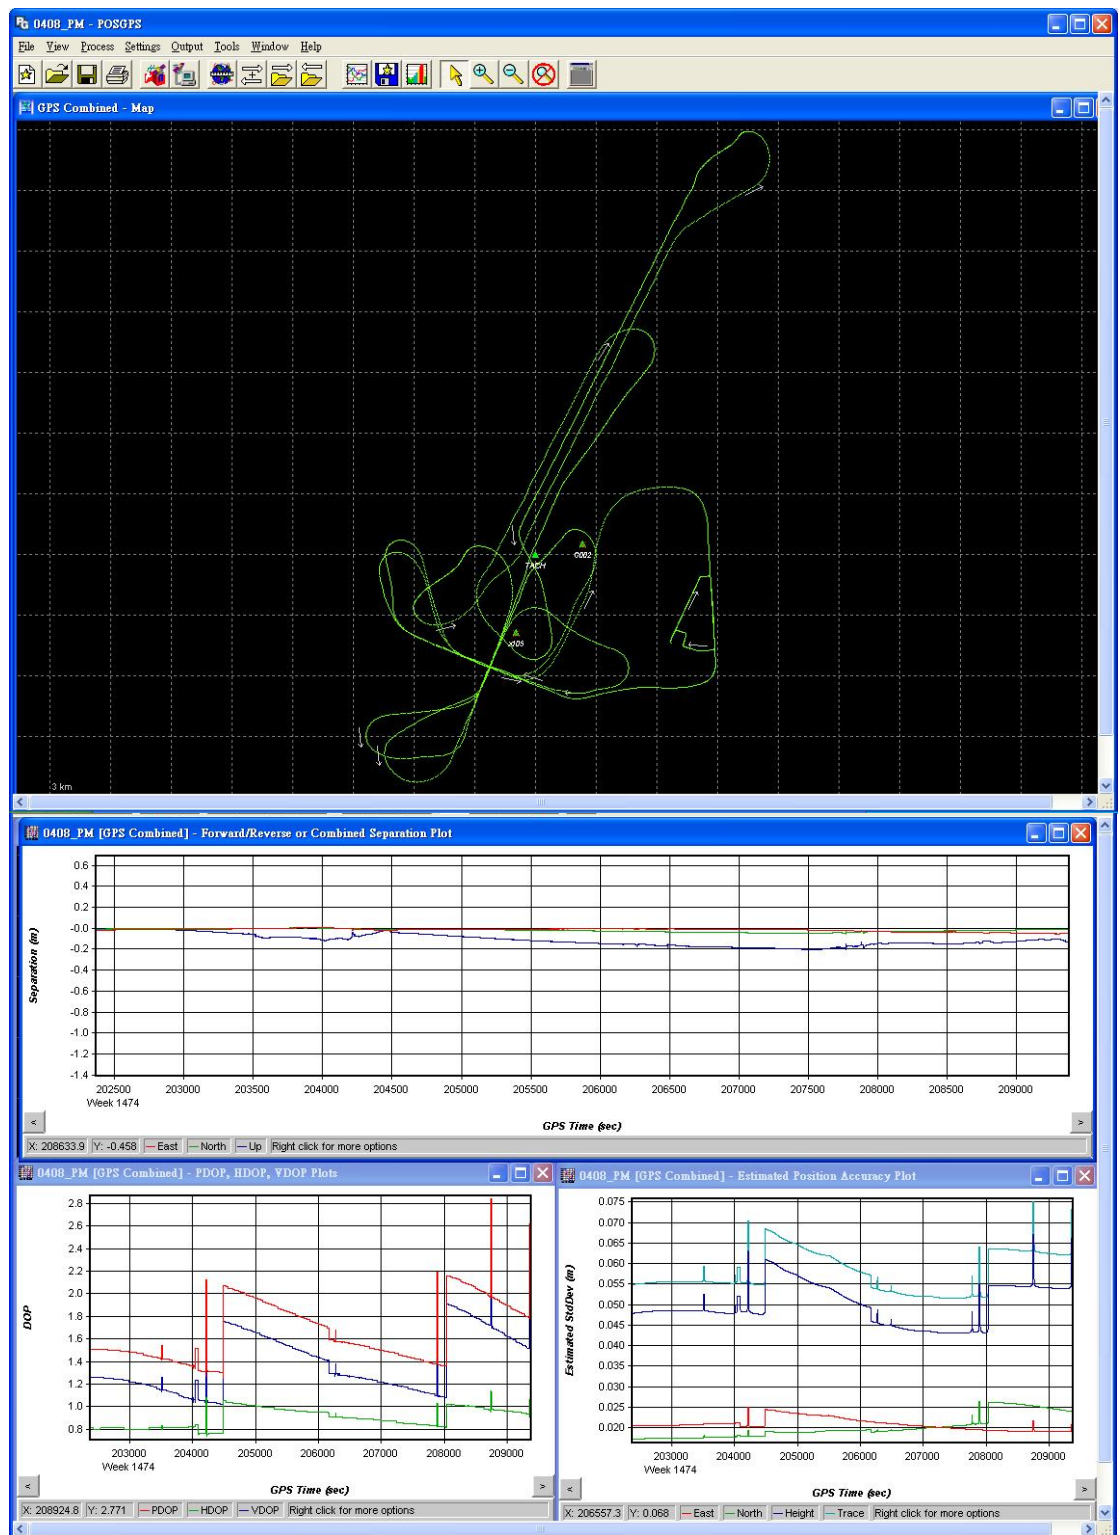 0408_PM - POSGPS
File View Process Settings Output Tools Window Help
GPS Combined - Map
C002
TACH
3 km
0408_PM [GPS Combined] - Forward/Reverse or Combined Separation Plot
0.6
0.4
0.2
-0.0
-0.2
-0.4
-0.6
-0.8
-1.0
-1.2
-1.4
Separation (m)
202500 203000 203500 204000 204500 205000 205500 206000 206500 207000 207500 208000 208500 209000
Week 1474
GPS Time (sec)
< >
X: 208633.9 Y: -0.458 East North Up Right click for more options
0408_PM [GPS Combined] - PDOP, HDOP, VDOP Plots
2.8
2.6
2.4
2.2
2.0
1.8
1.6
1.4
1.2
1.0
0.8
DOP
203000 204000 205000 206000 207000 208000 209000
Week 1474
GPS Time (sec)
< >
X: 208924.8 Y: 2.771 PDOP HDOP VDOP Right click for more options
0408_PM [GPS Combined] - Estimated Position Accuracy Plot
0.075
0.070
0.065
0.060
0.055
0.050
0.045
0.040
0.035
0.030
0.025
0.020
Estimated StdDev (m)
203000 204000 205000 206000 207000 208000 209000
Week 1474
GPS Time (sec)
< >
X: 206557.3 Y: 0.068 East North Height Trace Right click for more options